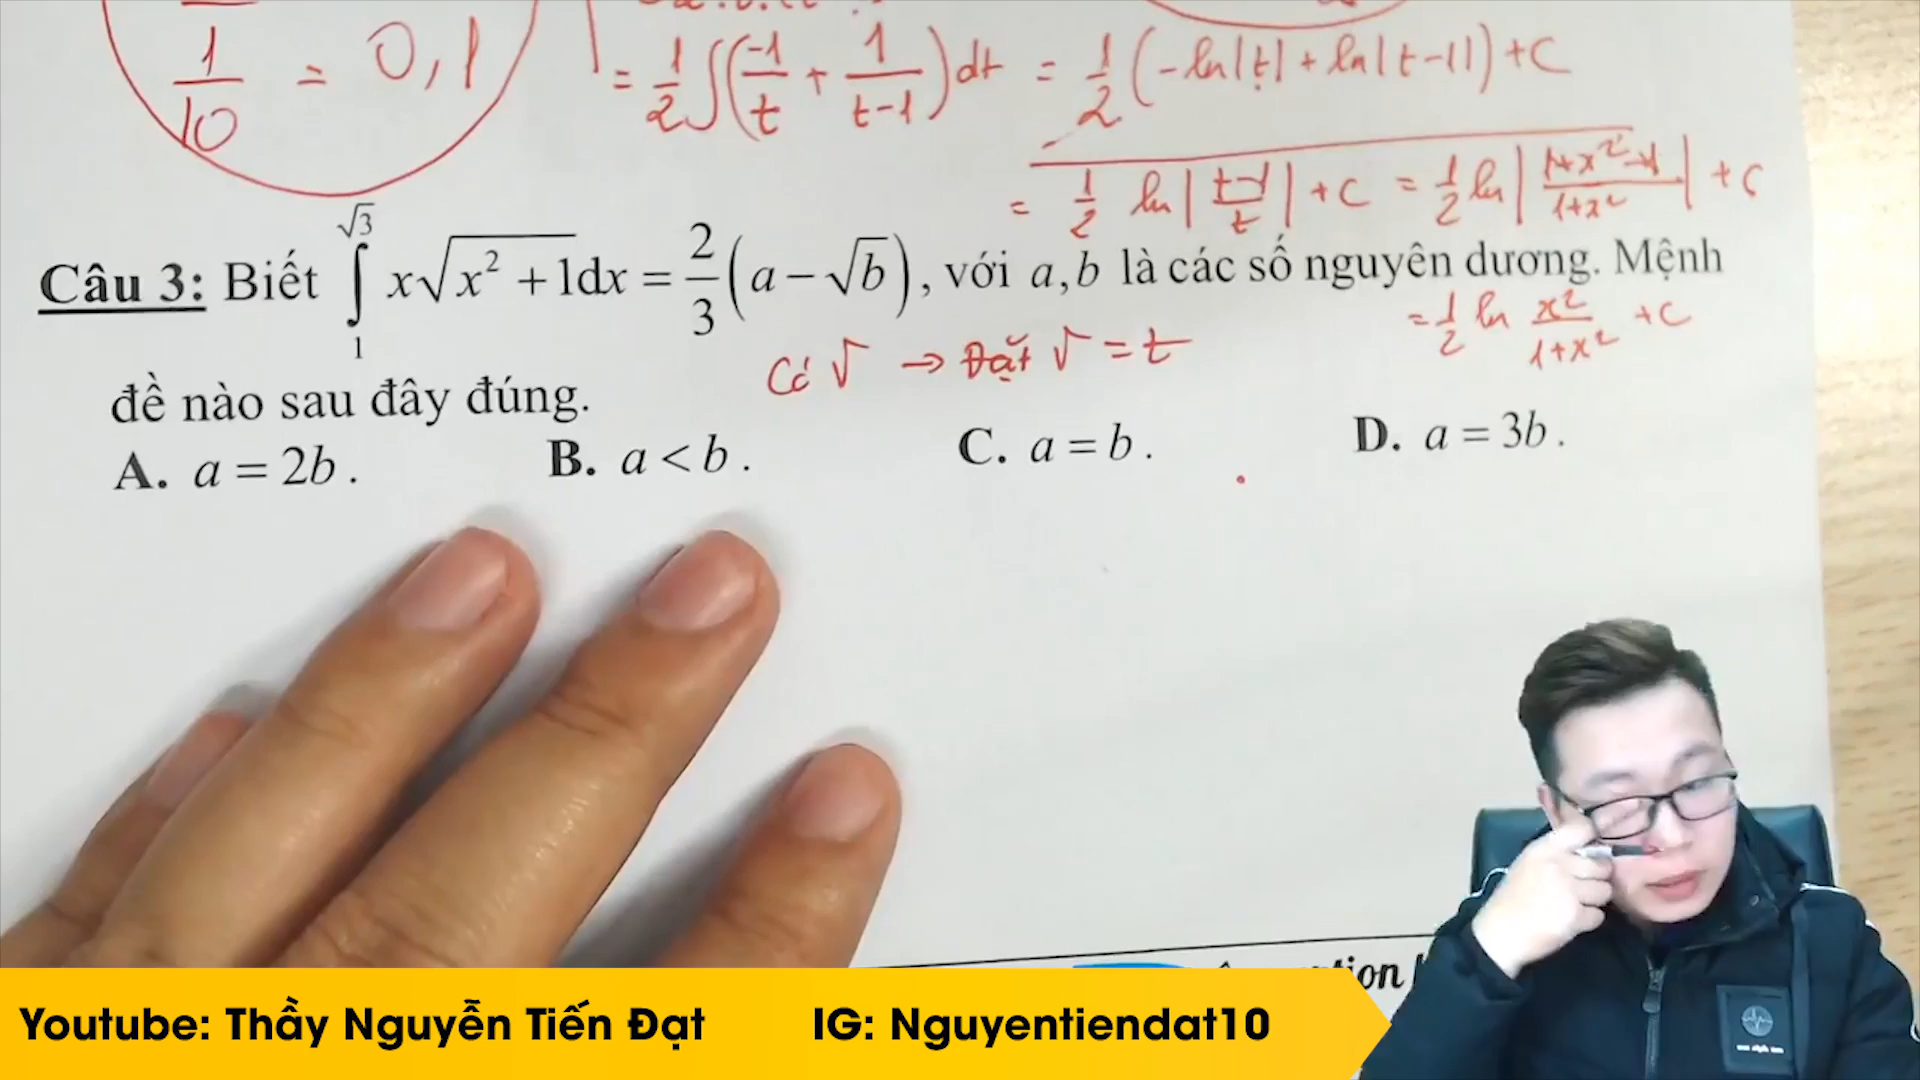 1/10 = 0,1
= 1/2 ∫(-1/t + 1/(t-1))dt = 1/2 (-ln|t| + ln|t-1|) + C
= 1/2 ln|(t-1)/t| + C = 1/2 ln|(1+x²-1)/(1+x²)| + C
Câu 3: Biết ∫₁^√3 x√(x² + 1)dx = 2/3 (a − √b), với a,b là các số nguyên dương. Mệnh
= 1/2 ln x²/(1+x²) + C
Có √ → Đặt √ = t
đề nào sau đây đúng.
A. a = 2b. B. a < b. C. a = b. D. a = 3b.
Youtube: Thầy Nguyễn Tiến Đạt IG: Nguyentiendat10